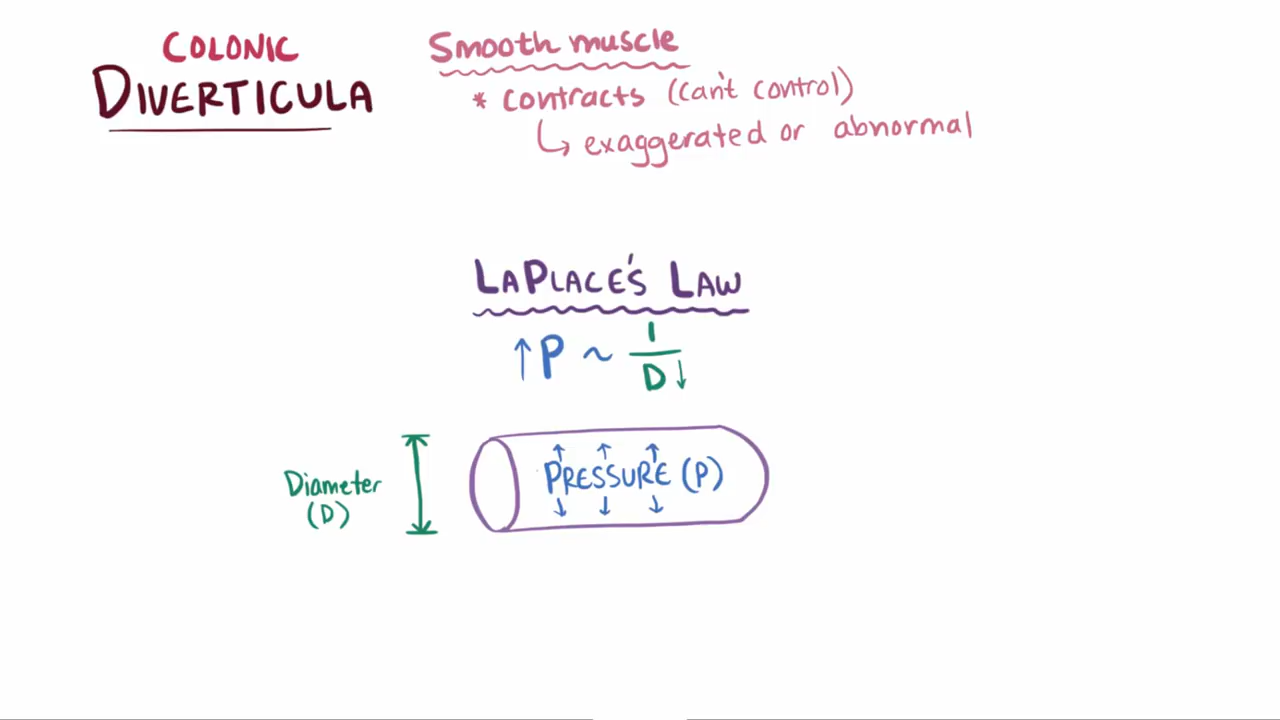 COLONIC
DIVERTICULA
Smooth muscle
* contracts (can't control)
↳ exaggerated or abnormal
LAPLACE'S LAW
↑P ~ 1/D↓
Diameter
(D)
PRESSURE (P)